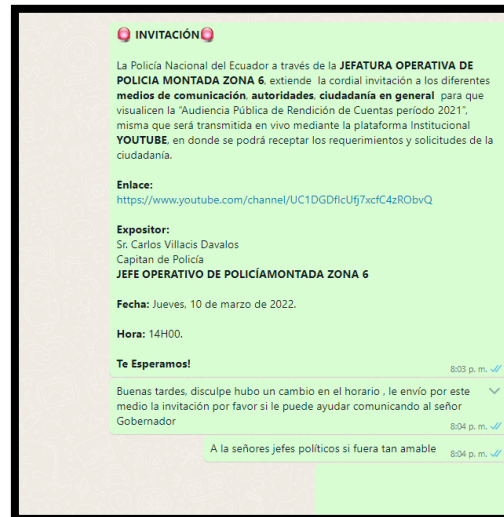 🚨 INVITACIÓN🚨
La Policía Nacional del Ecuador a través de la JEFATURA OPERATIVA DE
POLICIA MONTADA ZONA 6, extiende la cordial invitación a los diferentes
medios de comunicación, autoridades, ciudadanía en general para que
visualicen la “Audiencia Pública de Rendición de Cuentas período 2021”,
misma que será transmitida en vivo mediante la plataforma Institucional
YOUTUBE, en donde se podrá receptar los requerimientos y solicitudes de la
ciudadanía.
Enlace:
https://www.youtube.com/channel/UC1DGDflcUfj7xcfC4zRObvQ
Expositor:
Sr. Carlos Villacis Davalos
Capitan de Policía
JEFE OPERATIVO DE POLICÍAMONTADA ZONA 6
Fecha: Jueves, 10 de marzo de 2022.
Hora: 14H00.
Te Esperamos!
8:03 p. m.
Buenas tardes, disculpe hubo un cambio en el horario , le envío por este
medio la invitación por favor si le puede ayudar comunicando al señor
Gobernador
8:04 p. m.
A la señores jefes políticos si fuera tan amable
8:04 p. m.